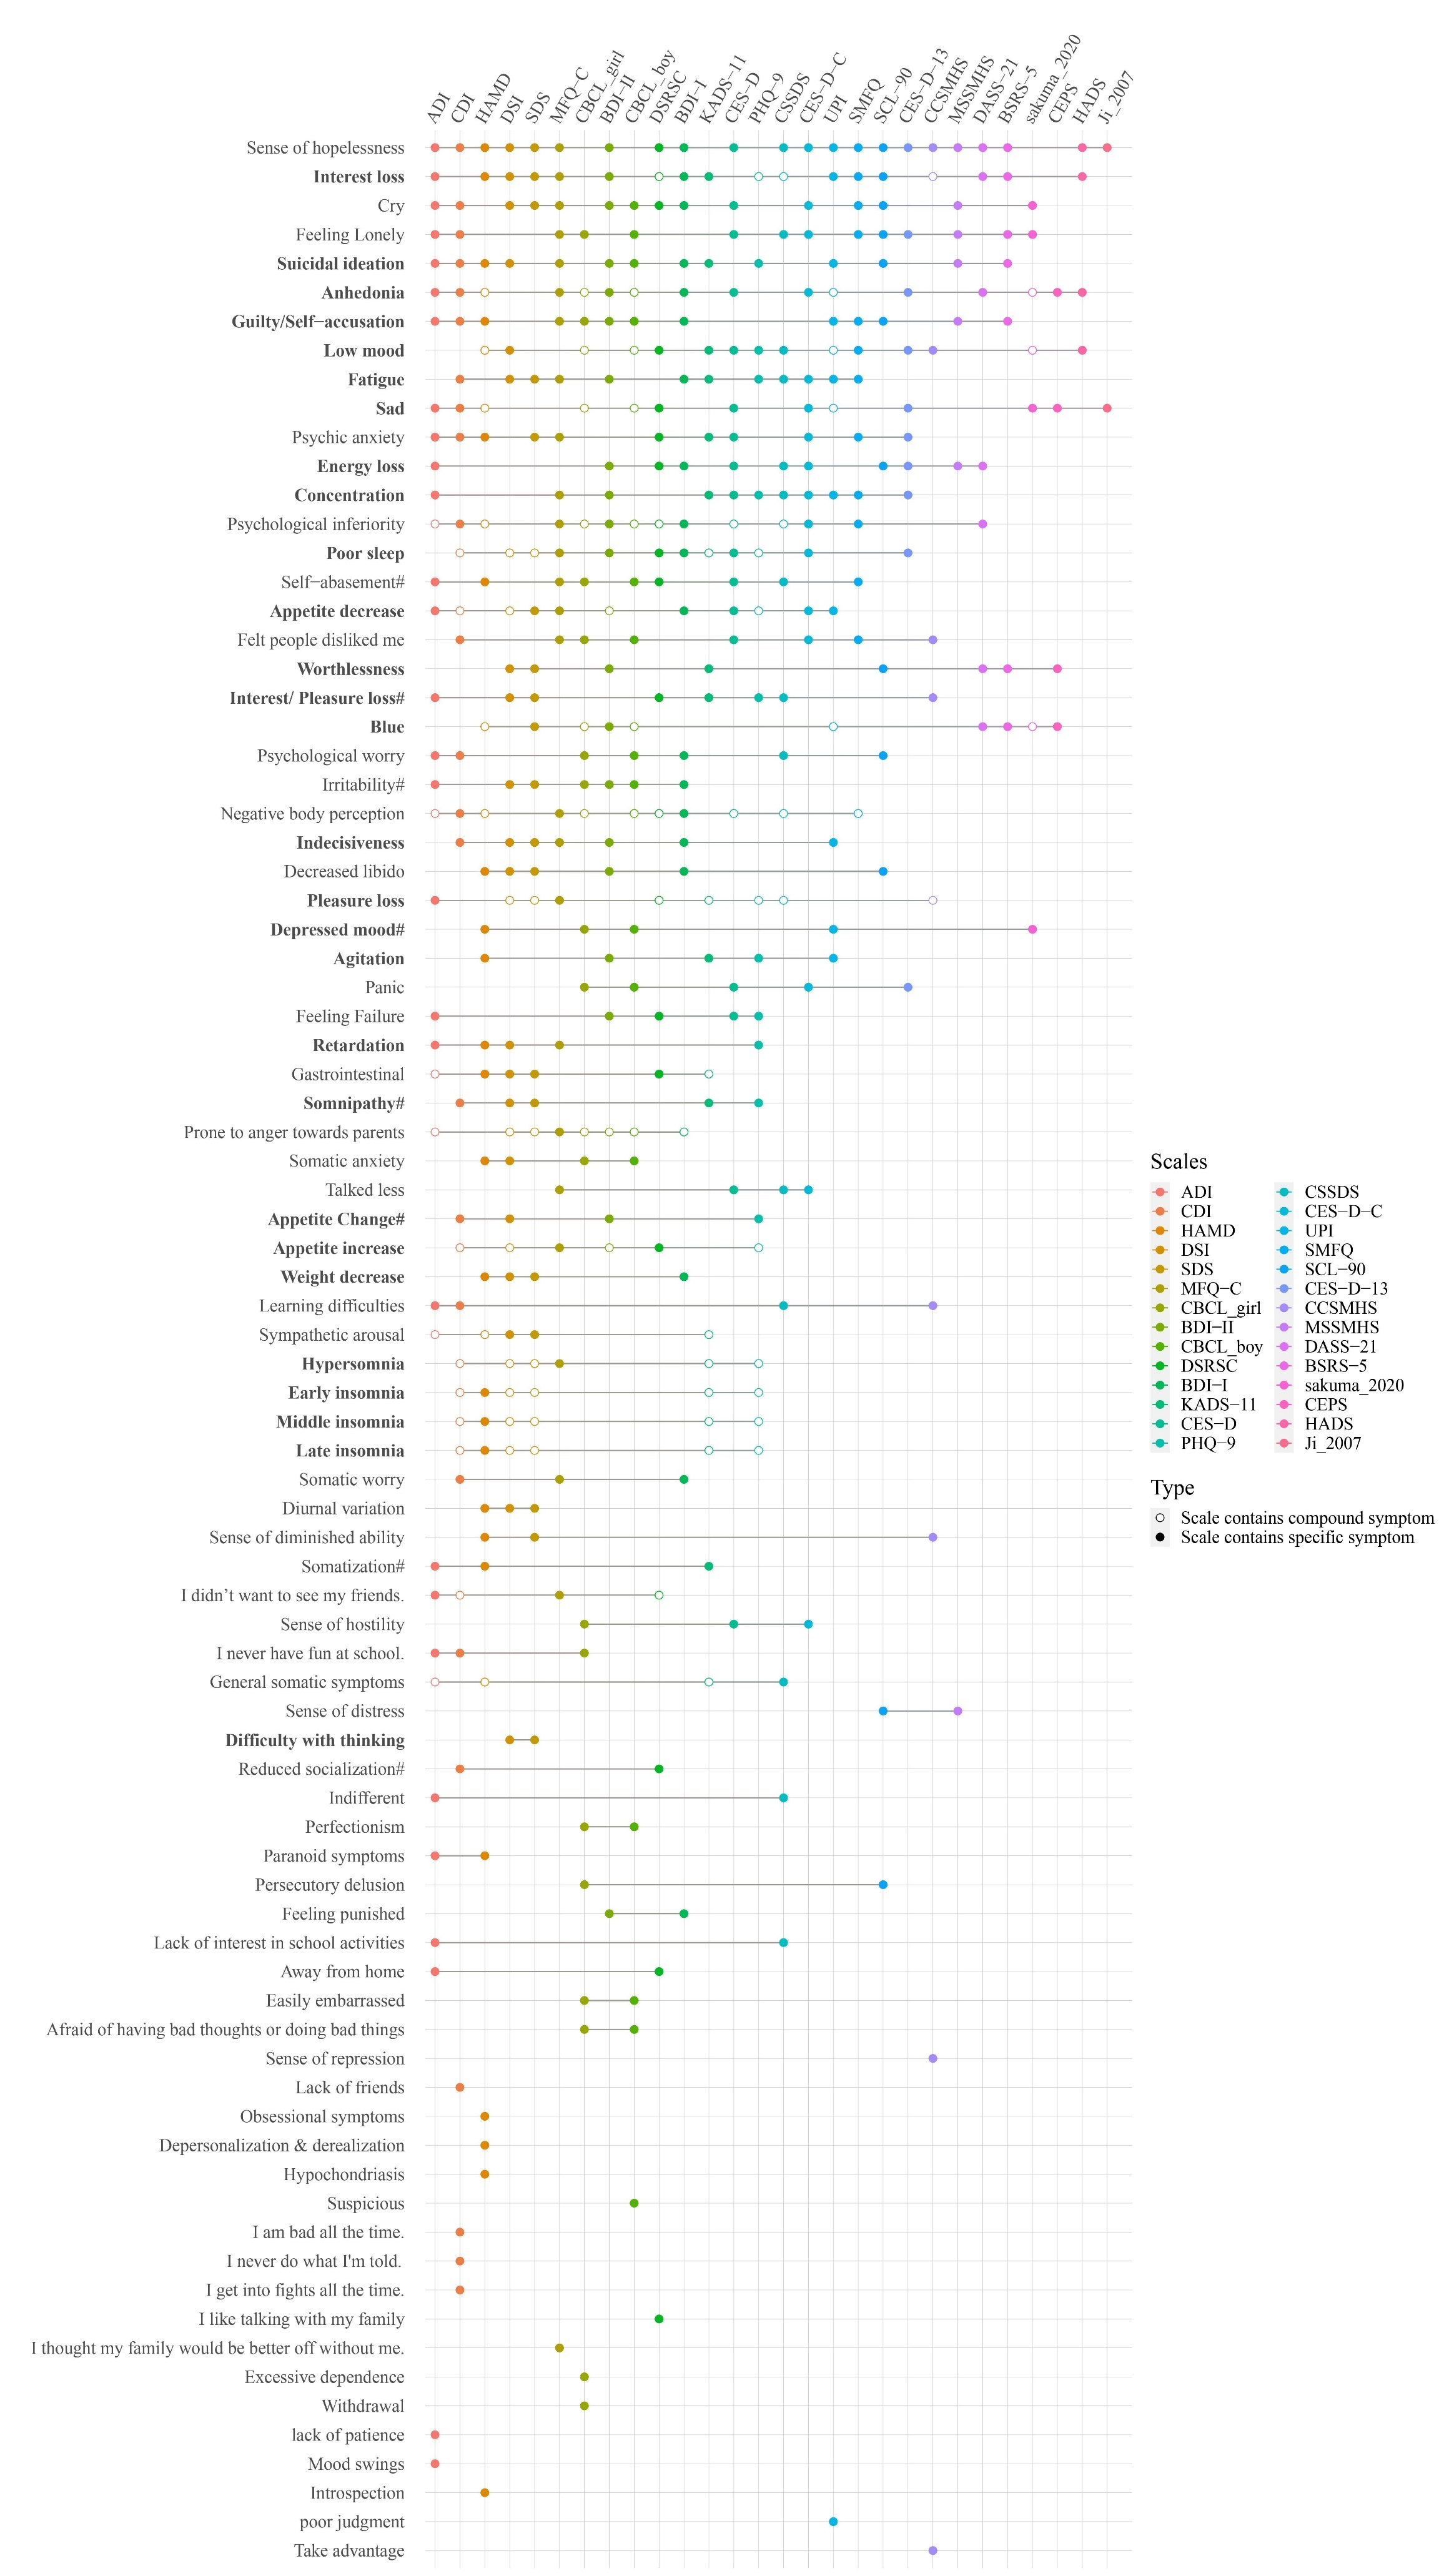 ADI CDI HAMD DSI SDS MFQ−C CBCL_girl BDI−II CBCL_boy DSRSC BDI−I KADS−11 CES−D PHQ−9 CSSDS CES−D−C UPI SMFQ SCL−90 CES−D−13 CCSMHS MSSMHS DASS−21 BSRS−5 sakuma_2020 CEPS HADS Ji_2007
Sense of hopelessness
Interest loss
Cry
Feeling Lonely
Suicidal ideation
Anhedonia
Guilty/Self−accusation
Low mood
Fatigue
Sad
Psychic anxiety
Energy loss
Concentration
Psychological inferiority
Poor sleep
Self−abasement#
Appetite decrease
Felt people disliked me
Worthlessness
Interest/ Pleasure loss#
Blue
Psychological worry
Irritability#
Negative body perception
Indecisiveness
Decreased libido
Pleasure loss
Depressed mood#
Agitation
Panic
Feeling Failure
Retardation
Gastrointestinal
Somnipathy#
Prone to anger towards parents
Somatic anxiety
Talked less
Appetite Change#
Appetite increase
Weight decrease
Learning difficulties
Sympathetic arousal
Hypersomnia
Early insomnia
Middle insomnia
Late insomnia
Somatic worry
Diurnal variation
Sense of diminished ability
Somatization#
I didn’t want to see my friends.
Sense of hostility
I never have fun at school.
General somatic symptoms
Sense of distress
Difficulty with thinking
Reduced socialization#
Indifferent
Perfectionism
Paranoid symptoms
Persecutory delusion
Feeling punished
Lack of interest in school activities
Away from home
Easily embarrassed
Afraid of having bad thoughts or doing bad things
Sense of repression
Lack of friends
Obsessional symptoms
Depersonalization & derealization
Hypochondriasis
Suspicious
I am bad all the time.
I never do what I'm told.
I get into fights all the time.
I like talking with my family
I thought my family would be better off without me.
Excessive dependence
Withdrawal
lack of patience
Mood swings
Introspection
poor judgment
Take advantage
Scales
ADI CSSDS
CDI CES−D−C
HAMD UPI
DSI SMFQ
SDS SCL−90
MFQ−C CES−D−13
CBCL_girl CCSMHS
BDI−II MSSMHS
CBCL_boy DASS−21
DSRSC BSRS−5
BDI−I sakuma_2020
KADS−11 CEPS
CES−D HADS
PHQ−9 Ji_2007
Type
Scale contains compound symptom
Scale contains specific symptom